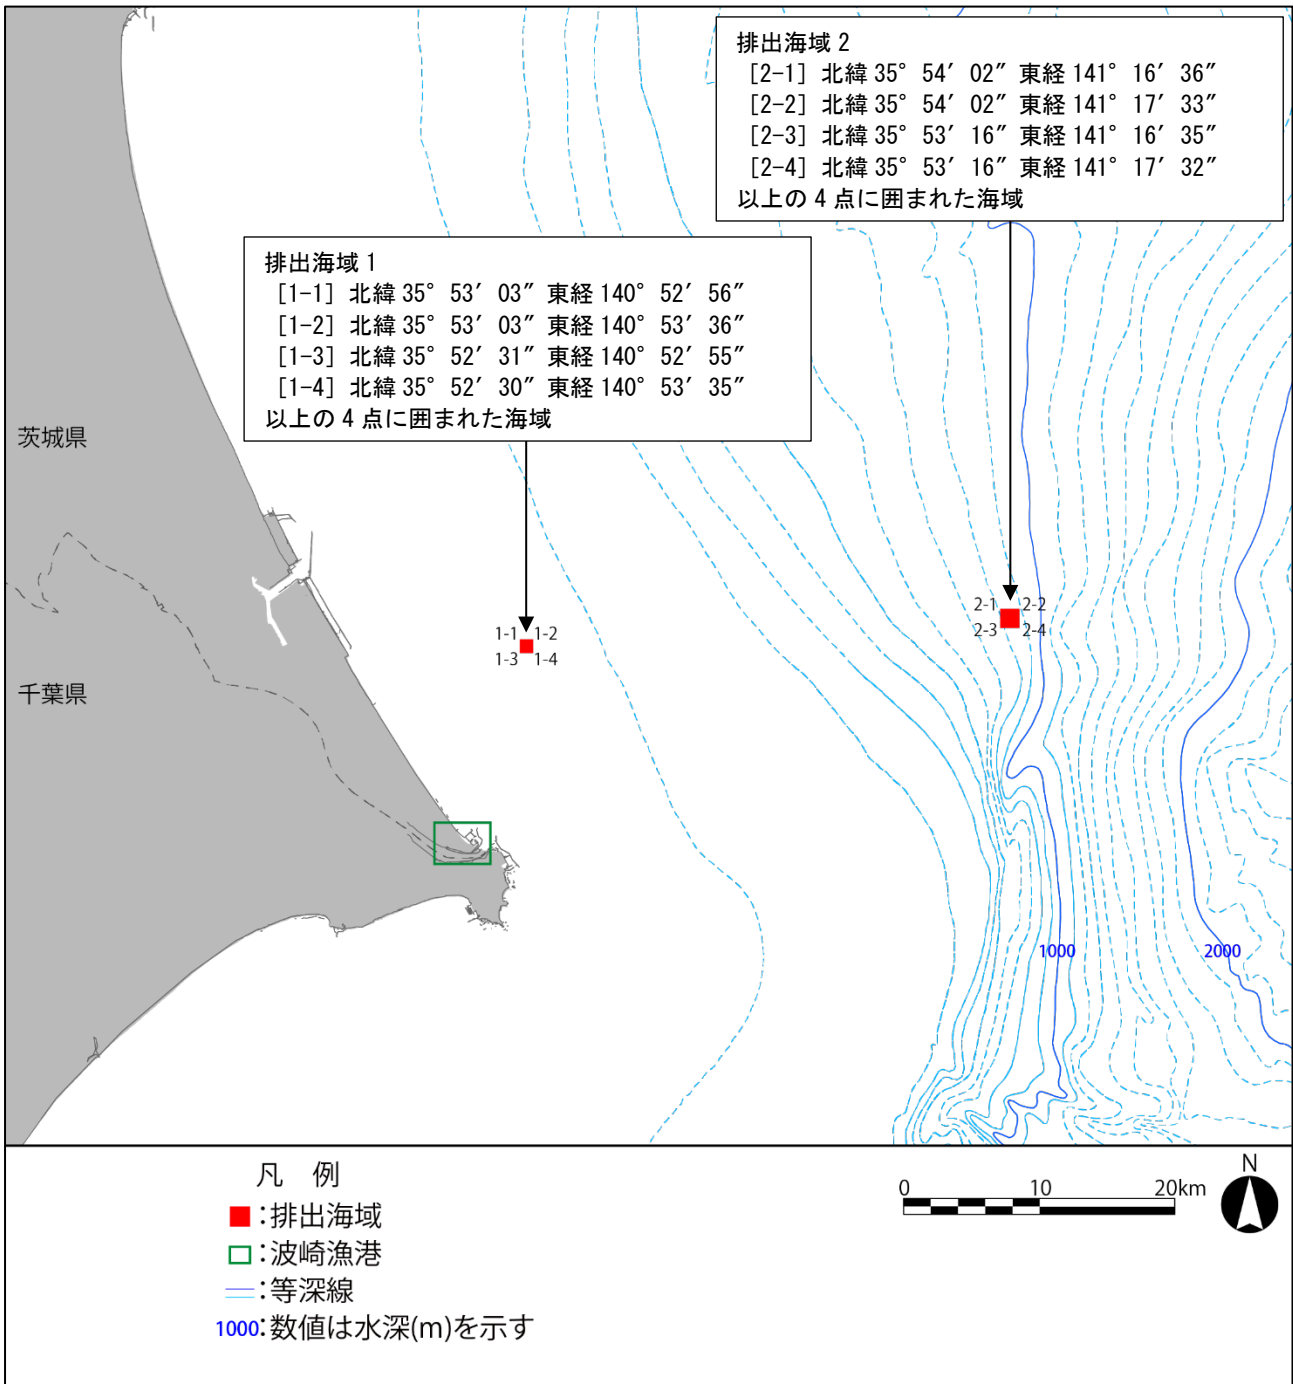 排出海域 2
[2-1] 北緯 35° 54′ 02″ 東経 141° 16′ 36″
[2-2] 北緯 35° 54′ 02″ 東経 141° 17′ 33″
[2-3] 北緯 35° 53′ 16″ 東経 141° 16′ 35″
[2-4] 北緯 35° 53′ 16″ 東経 141° 17′ 32″
以上の 4 点に囲まれた海域
排出海域 1
[1-1] 北緯 35° 53′ 03″ 東経 140° 52′ 56″
[1-2] 北緯 35° 53′ 03″ 東経 140° 53′ 36″
[1-3] 北緯 35° 52′ 31″ 東経 140° 52′ 55″
[1-4] 北緯 35° 52′ 30″ 東経 140° 53′ 35″
以上の 4 点に囲まれた海域
茨城県
2-1 2-2
2-3 2-4
1-1 1-2
1-3 1-4
千葉県
1000 2000
凡 例
:排出海域
:波崎漁港
:等深線
1000:数値は水深(m)を示す
0 10 20km
N